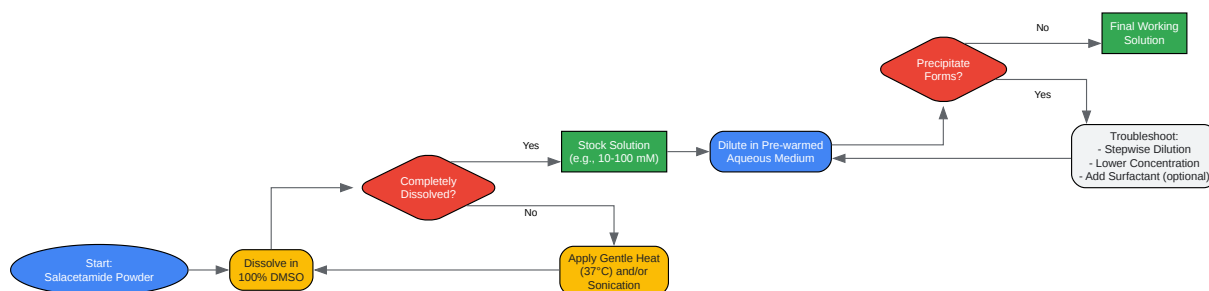 Start:
Salacetamide Powder
Dissolve in
100% DMSO
Completely
Dissolved?
Yes
No
Apply Gentle Heat
(37°C) and/or
Sonication
Stock Solution
(e.g., 10-100 mM)
Dilute in Pre-warmed
Aqueous Medium
Precipitate
Forms?
No
Yes
Final Working
Solution
Troubleshoot:
- Stepwise Dilution
- Lower Concentration
- Add Surfactant (optional)